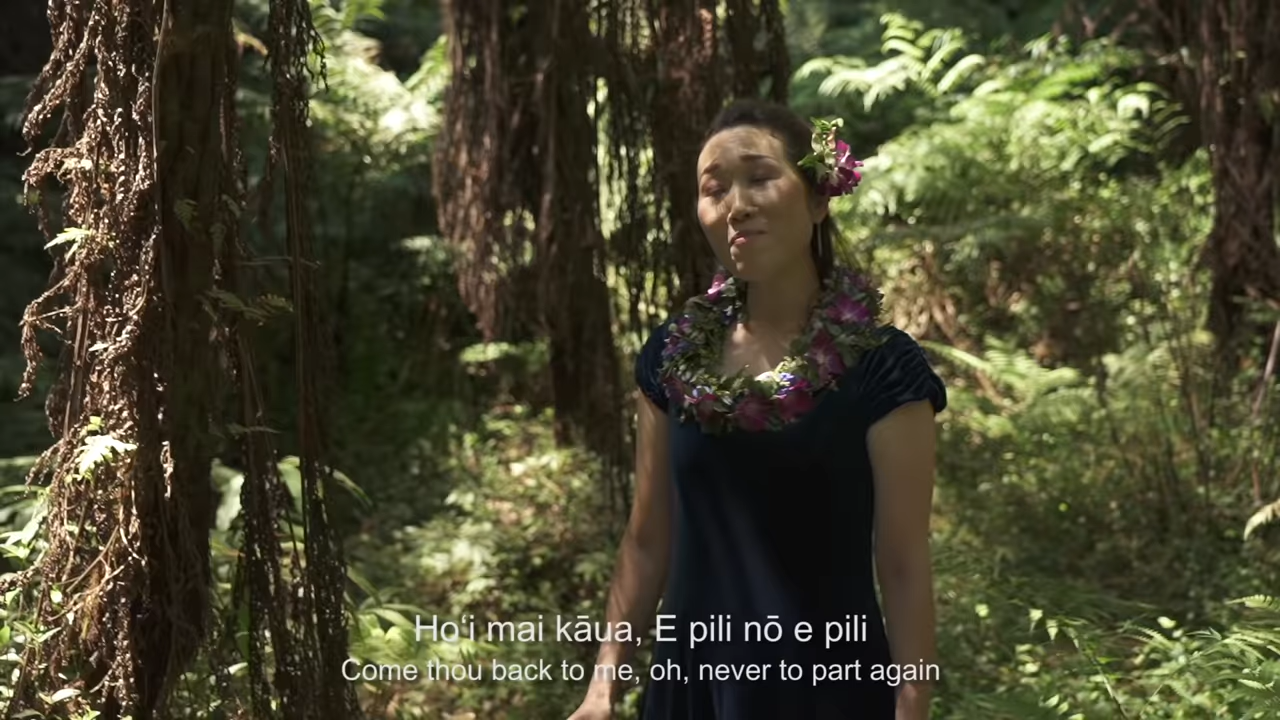 Hoʻi mai kāua, E pili nō e pili
Come thou back to me, oh, never to part again